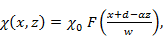 χ(x, z) = χ₀ F((x+d−αz)/w),